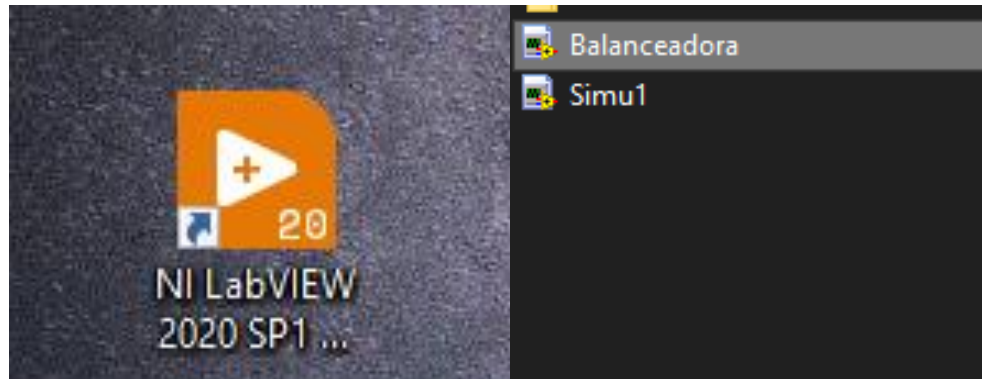 20
NI LabVIEW
2020 SP1 ...
Balanceadora
Simu1